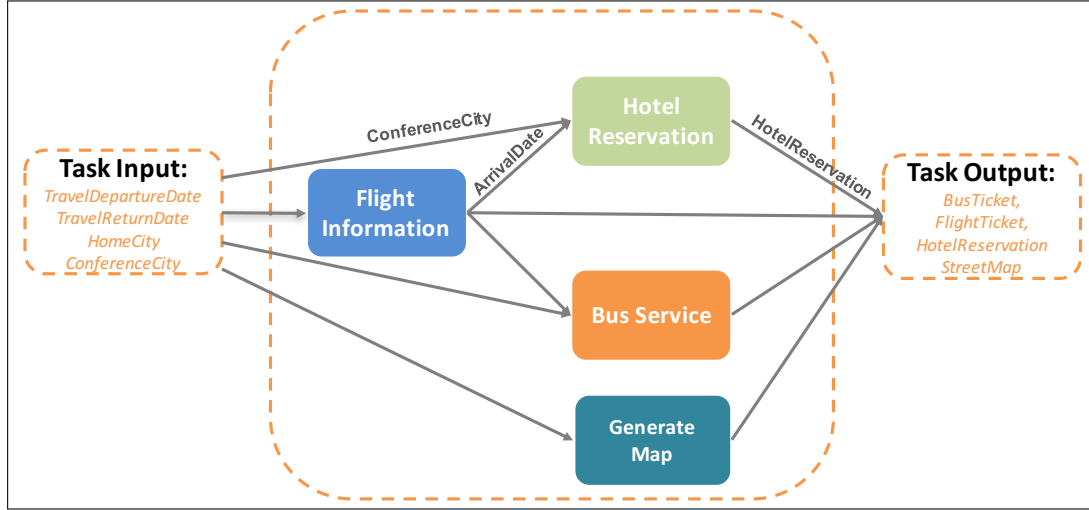 Task Input:
TravelDepartureDate
TravelReturnDate
HomeCity
ConferenceCity
ConferenceCity
ArrivalDate
Flight
Information
Hotel
Reservation
Bus Service
Generate
Map
HotelReservation
Task Output:
BusTicket,
FlightTicket,
HotelReservation
StreetMap